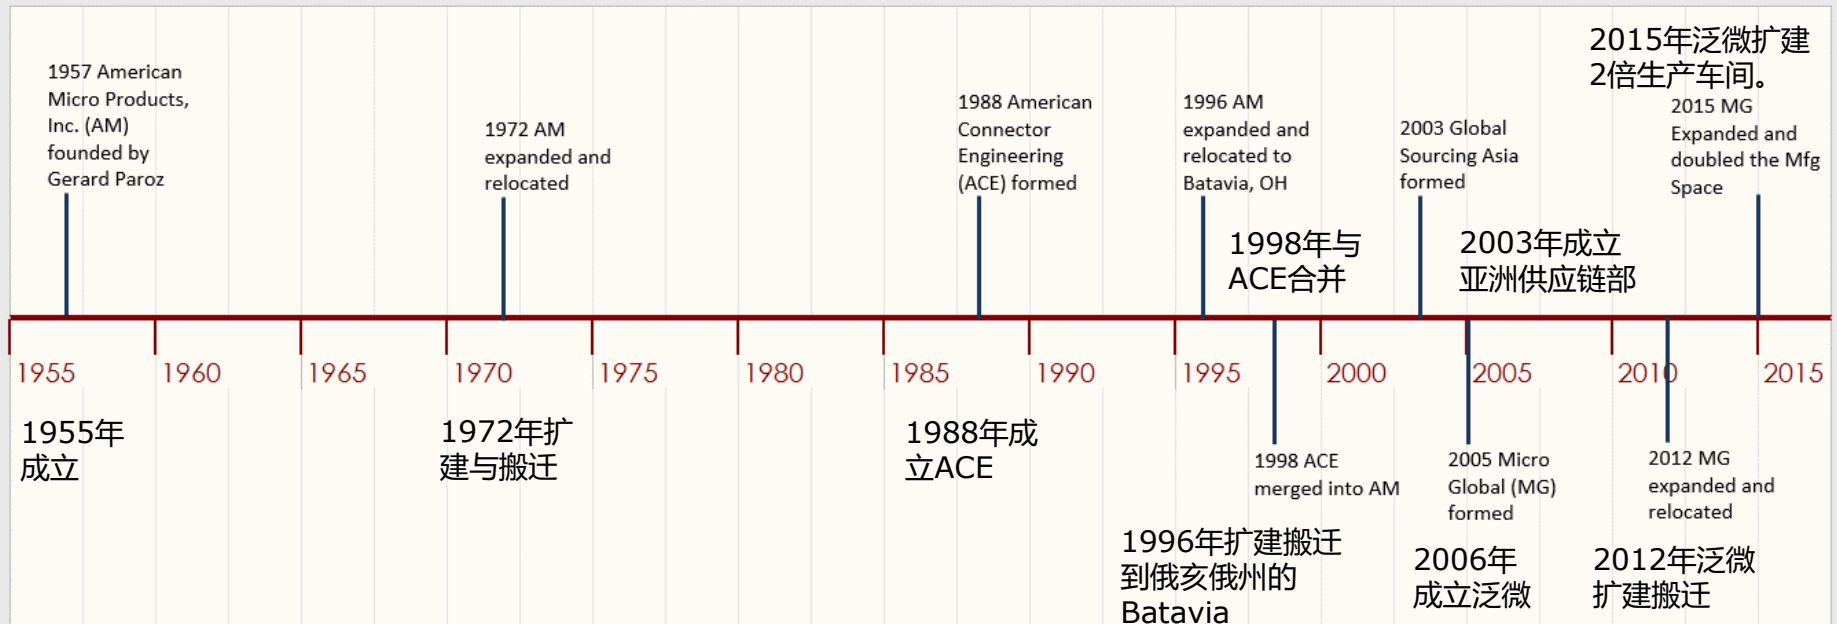 1957 American
Micro Products,
Inc. (AM)
founded by
Gerard Paroz
1972 AM
expanded and
relocated
1988 American
Connector
Engineering
(ACE) formed
1996 AM
expanded and
relocated to
Batavia, OH
2003 Global
Sourcing Asia
formed
2015年泛微扩建
2倍生产车间。
2015 MG
Expanded and
doubled the Mfg
Space
1998年与
ACE合并
2003年成立
亚洲供应链部
1955
1960
1965
1970
1975
1980
1985
1990
1995
2000
2005
2010
2015
1955年
成立
1972年扩
建与搬迁
1988年成
立ACE
1998 ACE
merged into AM
2005 Micro
Global (MG)
formed
2012 MG
expanded and
relocated
1996年扩建搬迁
到俄亥俄州的
Batavia
2006年
成立泛微
2012年泛微
扩建搬迁